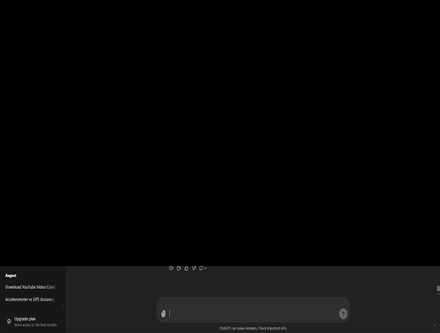 August
Download YouTube Video Colab
Accelerometer vs GPS Accuracy
Upgrade plan
More access to the best models
ChatGPT can make mistakes. Check important info.